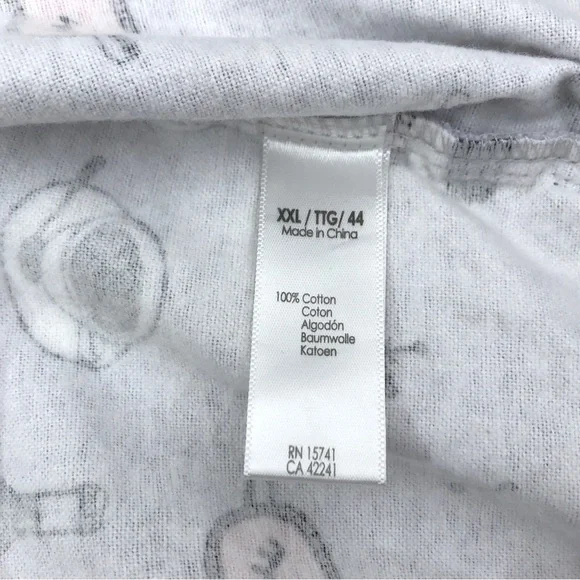 XXL / TTG/ 44
Made in China
100% Cotton
Coton
Algodón
Baumwolle
Katoen
RN 15741
CA 42241